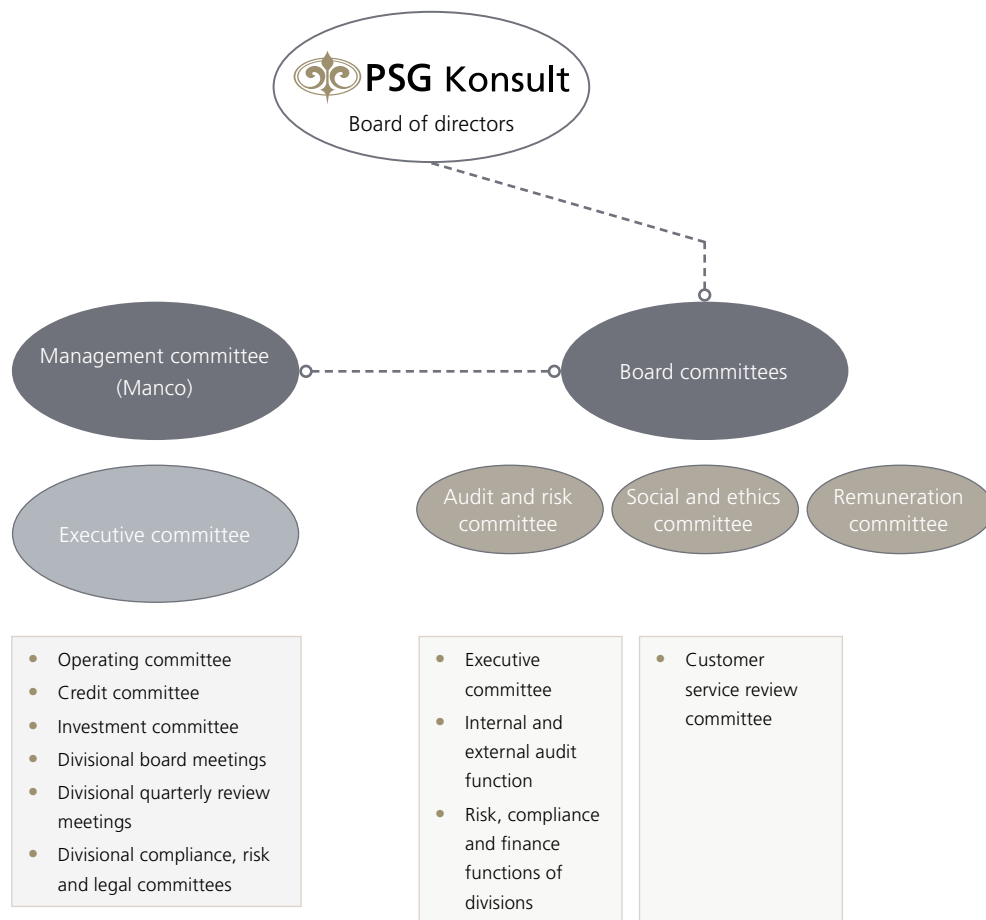 PSG Konsult
Board of directors
Management committee
(Manco)
Board committees
Executive committee
Audit and risk
committee
Social and ethics
committee
Remuneration
committee
• Operating committee
• Credit committee
• Investment committee
• Divisional board meetings
• Divisional quarterly review
meetings
• Divisional compliance, risk
and legal committees
• Executive
committee
• Internal and
external audit
function
• Risk, compliance
and finance
functions of
divisions
• Customer
service review
committee